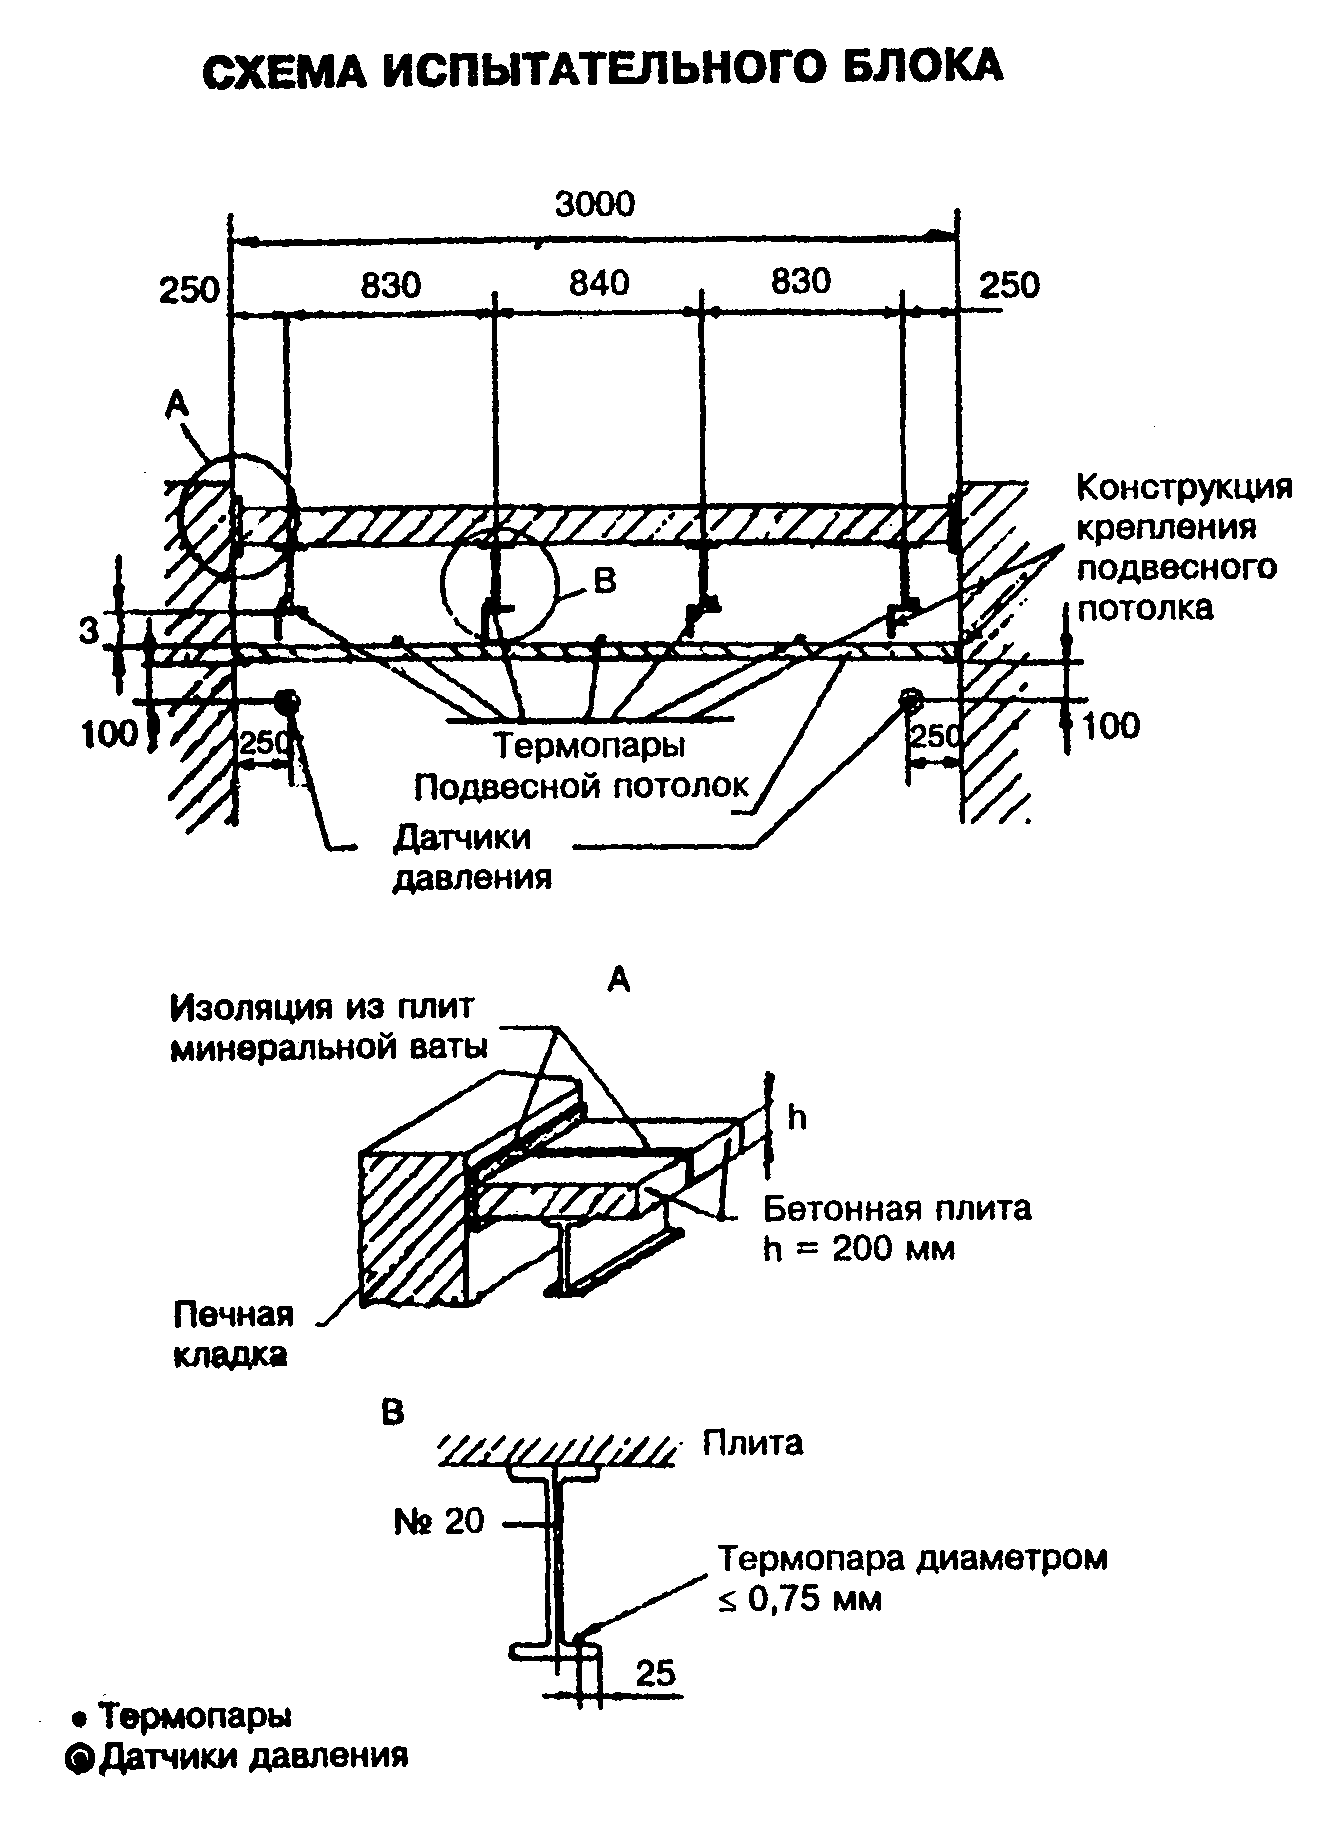 СХЕМА ИСПЫТАТЕЛЬНОГО БЛОКА
3000
250 830 840 830 250
А
Конструкция
крепления
подвесного
потолка
В
3
100
250
250
100
Термопары
Подвесной потолок
Датчики
давления
А
Изоляция из плит
минеральной ваты
h
Бетонная плита
h = 200 мм
Печная
кладка
В
Плита
№ 20
Термопара диаметром
≤ 0,75 мм
25
Термопары
Датчики давления